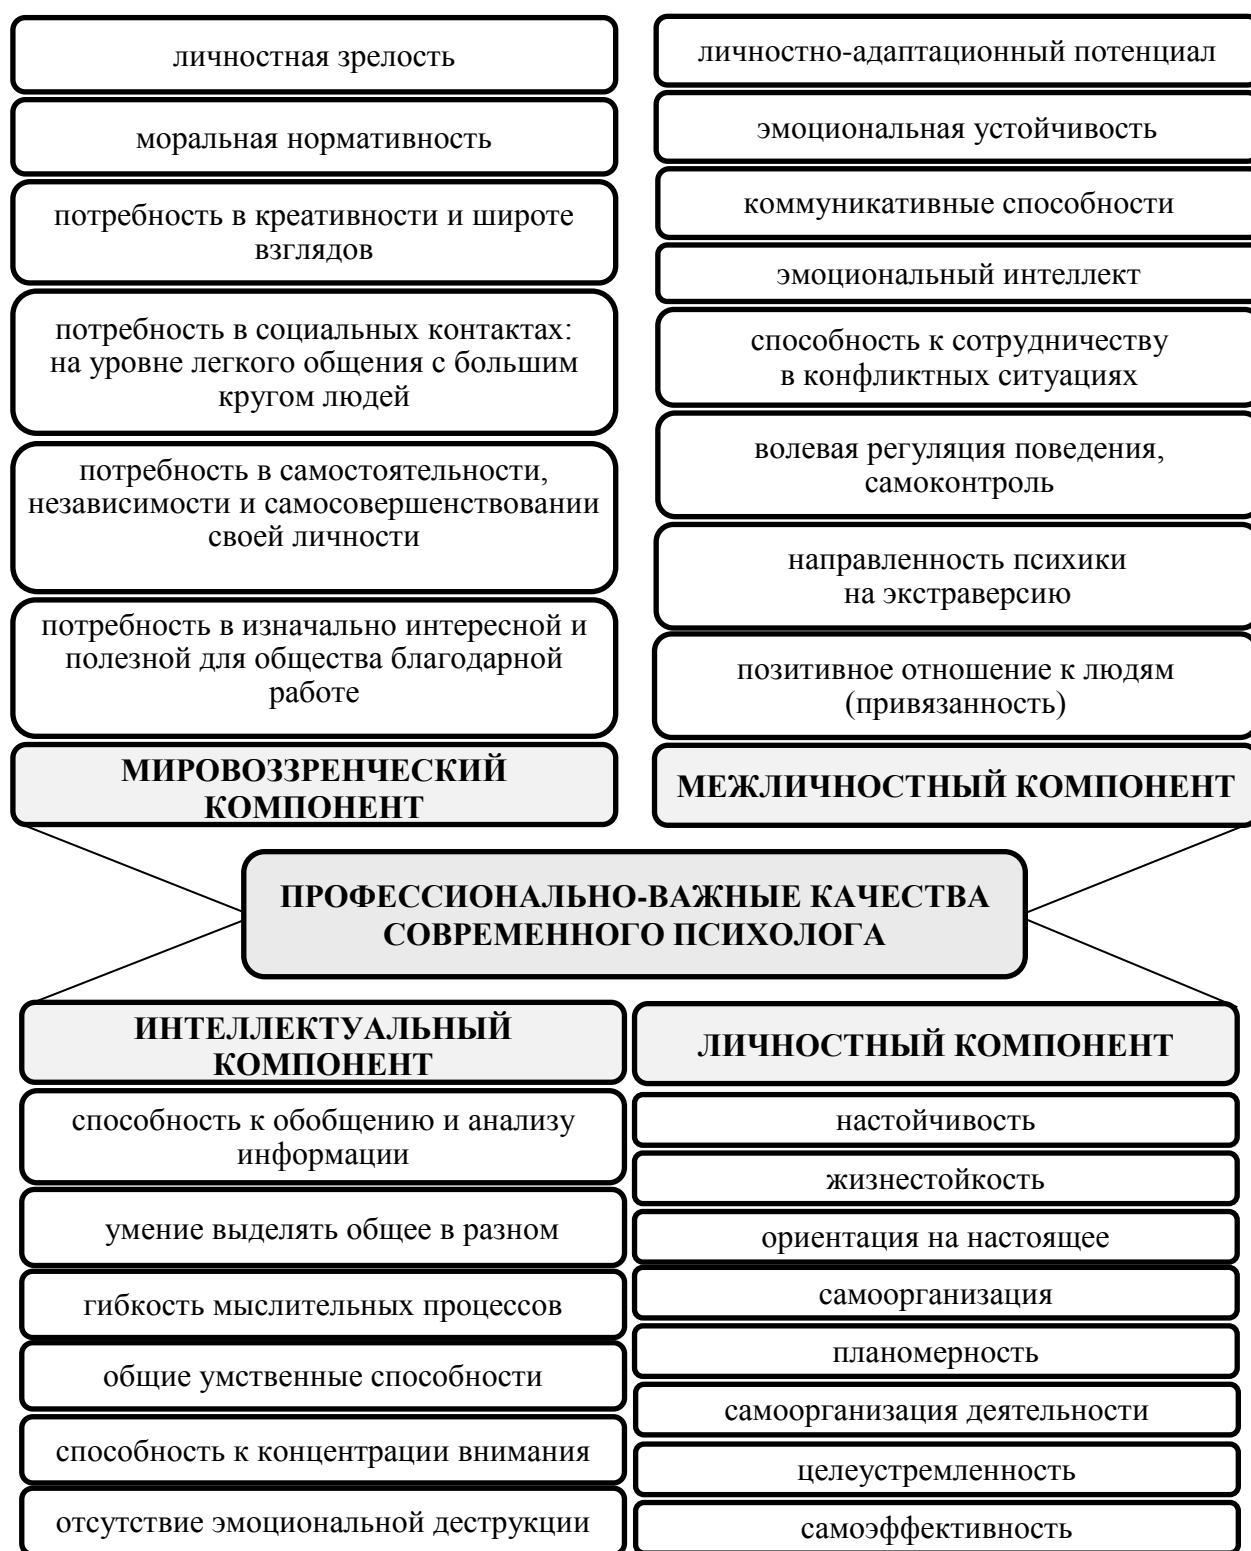 личностная зрелость
моральная нормативность
потребность в креативности и широте
взглядов
потребность в социальных контактах:
на уровне легкого общения с большим
кругом людей
потребность в самостоятельности,
независимости и самосовершенствовании
своей личности
потребность в изначально интересной и
полезной для общества благодарной
работе
МИРОВОЗЗРЕНЧЕСКИЙ
КОМПОНЕНТ
личностно-адаптационный потенциал
эмоциональная устойчивость
коммуникативные способности
эмоциональный интеллект
способность к сотрудничеству
в конфликтных ситуациях
волевая регуляция поведения,
самоконтроль
направленность психики
на экстраверсию
позитивное отношение к людям
(привязанность)
МЕЖЛИЧНОСТНЫЙ КОМПОНЕНТ
ПРОФЕССИОНАЛЬНО-ВАЖНЫЕ КАЧЕСТВА
СОВРЕМЕННОГО ПСИХОЛОГА
ИНТЕЛЛЕКТУАЛЬНЫЙ
КОМПОНЕНТ
способность к обобщению и анализу
информации
умение выделять общее в разном
гибкость мыслительных процессов
общие умственные способности
способность к концентрации внимания
отсутствие эмоциональной деструкции
ЛИЧНОСТНЫЙ КОМПОНЕНТ
настойчивость
жизнестойкость
ориентация на настоящее
самоорганизация
планомерность
самоорганизация деятельности
целеустремленность
самоэффективность